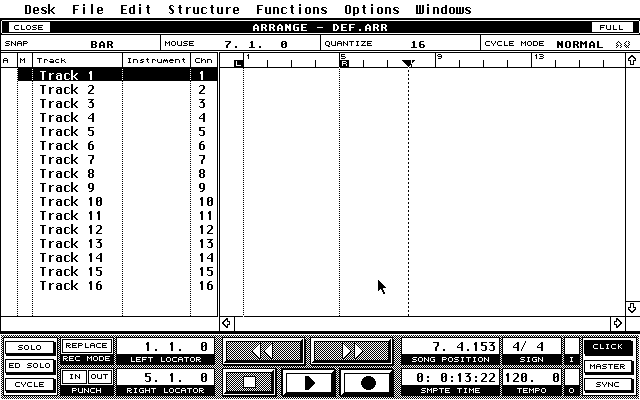 Desk File Edit Structure Functions Options Windows
CLOSE ARRANGE - DEF.ARR FULL
SNAP BAR MOUSE 7. 1. 0 QUANTIZE 16 CYCLE MODE NORMAL
A M Track Instrument Chn 1 5 9 13
L R
Track 1 1
Track 2 2
Track 3 3
Track 4 4
Track 5 5
Track 6 6
Track 7 7
Track 8 8
Track 9 9
Track 10 10
Track 11 11
Track 12 12
Track 13 13
Track 14 14
Track 15 15
Track 16 16
SOLO REPLACE 1. 1. 0 7. 4.153 4/ 4 CLICK
REC MODE LEFT LOCATOR SONG POSITION SIGN I
ED SOLO MASTER
CYCLE IN OUT 5. 1. 0 0: 0:13:22 120. 0 SYNC
PUNCH RIGHT LOCATOR SMPTE TIME TEMPO O